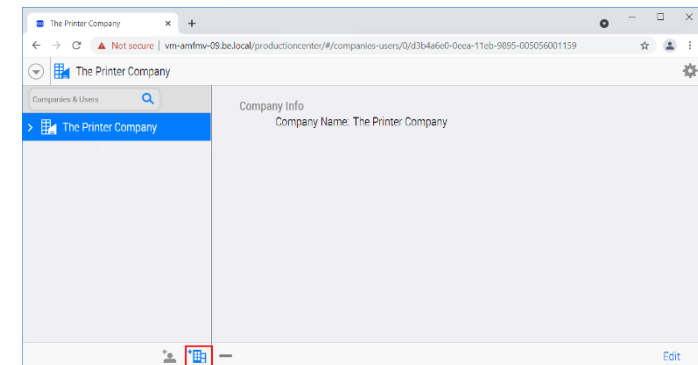 The Printer Company
Not secure | vm-amfmv-09.be.local/productioncenter/#/companies-users/0/d3b4a6e0-0eea-11eb-9895-005056001159
The Printer Company
Companies & Users
Company Info
The Printer Company
Company Name: The Printer Company
Edit